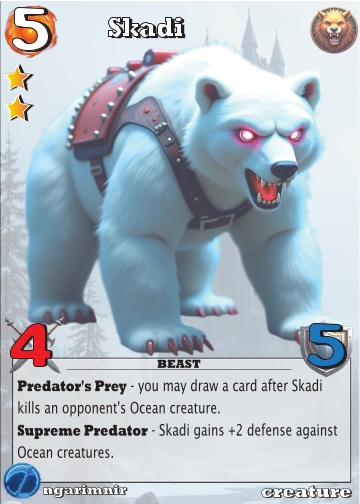 5
Skadi
4
5
BEAST
Predator's Prey - you may draw a card after Skadi
kills an opponent's Ocean creature.
Supreme Predator - Skadi gains +2 defense against
Ocean creatures.
ngarimnir
creature